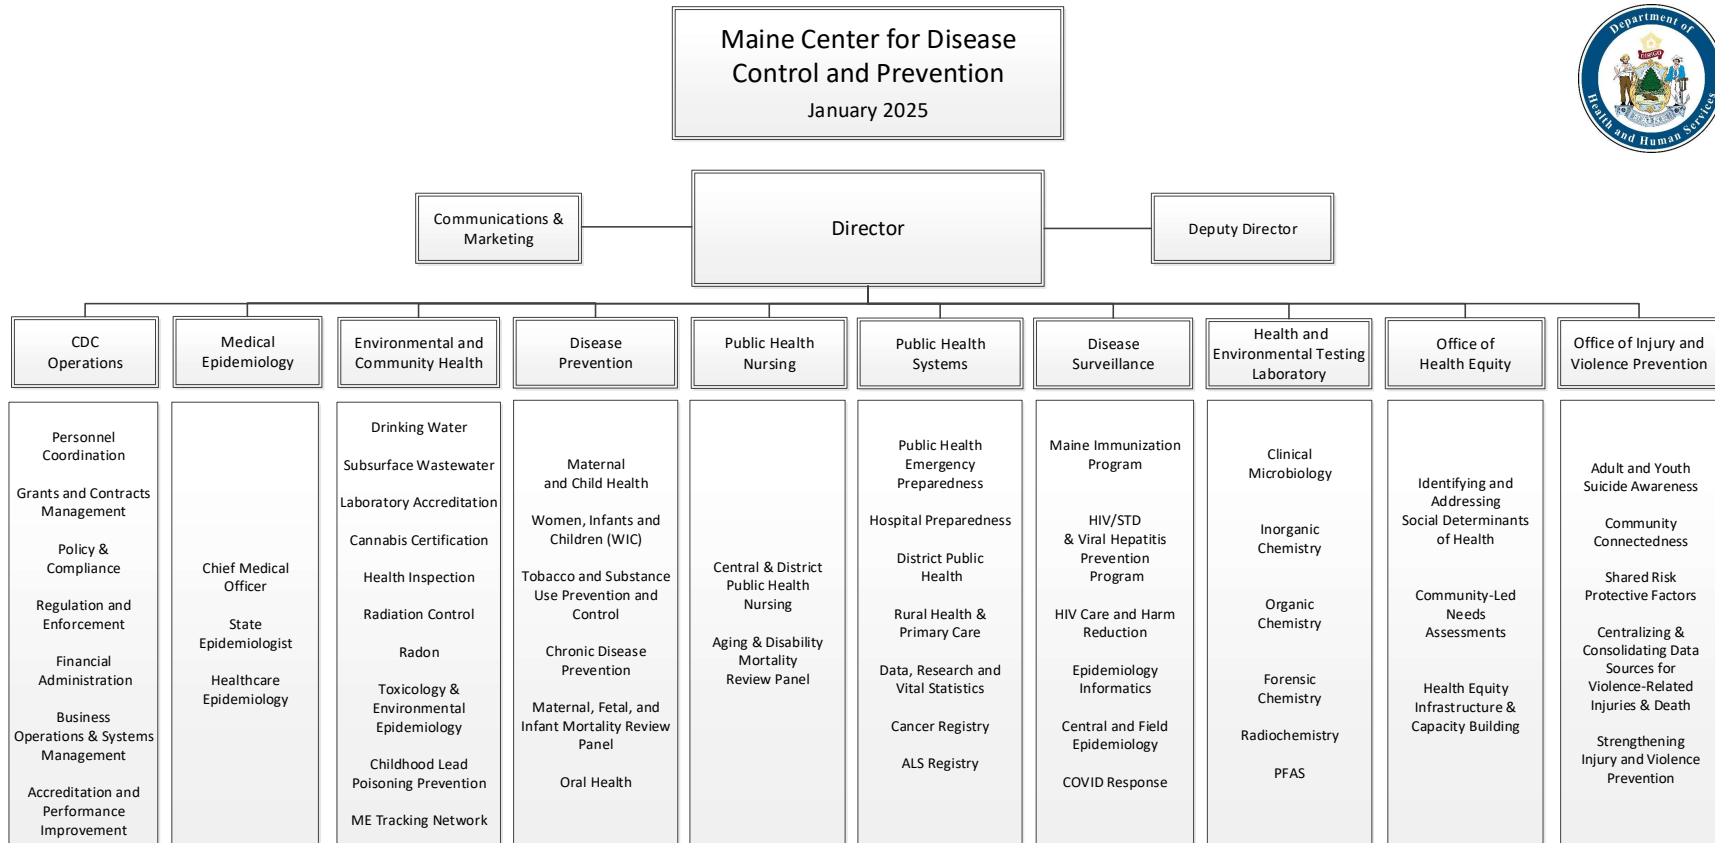 Maine Center for Disease
Control and Prevention
January 2025
Department of
Health and Human Services
DIRIGO
Communications &
Marketing
Director
Deputy Director
CDC
Operations
Medical
Epidemiology
Environmental and
Community Health
Disease
Prevention
Public Health
Nursing
Public Health
Systems
Disease
Surveillance
Health and
Environmental Testing
Laboratory
Office of
Health Equity
Office of Injury and
Violence Prevention
Personnel
Coordination
Grants and Contracts
Management
Policy &
Compliance
Regulation and
Enforcement
Financial
Administration
Business
Operations & Systems
Management
Accreditation and
Performance
Improvement
Chief Medical
Officer
State
Epidemiologist
Healthcare
Epidemiology
Drinking Water
Subsurface Wastewater
Laboratory Accreditation
Cannabis Certification
Health Inspection
Radiation Control
Radon
Toxicology &
Environmental
Epidemiology
Childhood Lead
Poisoning Prevention
ME Tracking Network
Maternal
and Child Health
Women, Infants and
Children (WIC)
Tobacco and Substance
Use Prevention and
Control
Chronic Disease
Prevention
Maternal, Fetal, and
Infant Mortality Review
Panel
Oral Health
Central & District
Public Health
Nursing
Aging & Disability
Mortality
Review Panel
Public Health
Emergency
Preparedness
Hospital Preparedness
District Public
Health
Rural Health &
Primary Care
Data, Research and
Vital Statistics
Cancer Registry
ALS Registry
Maine Immunization
Program
HIV/STD
& Viral Hepatitis
Prevention
Program
HIV Care and Harm
Reduction
Epidemiology
Informatics
Central and Field
Epidemiology
COVID Response
Clinical
Microbiology
Inorganic
Chemistry
Organic
Chemistry
Forensic
Chemistry
Radiochemistry
PFAS
Identifying and
Addressing
Social Determinants
of Health
Community-Led
Needs
Assessments
Health Equity
Infrastructure &
Capacity Building
Adult and Youth
Suicide Awareness
Community
Connectedness
Shared Risk
Protective Factors
Centralizing &
Consolidating Data
Sources for
Violence-Related
Injuries & Death
Strengthening
Injury and Violence
Prevention